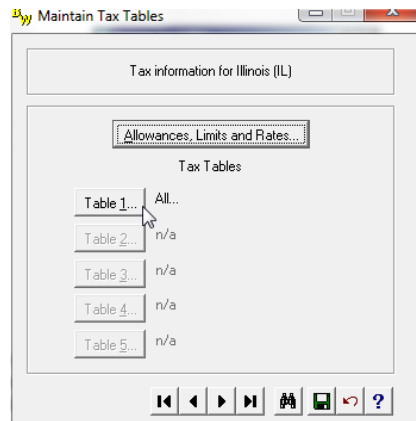 BW Maintain Tax Tables
Tax information for Illinois (IL)
Allowances, Limits and Rates...
Tax Tables
Table 1... All...
Table 2... n/a
Table 3... n/a
Table 4... n/a
Table 5... n/a
?